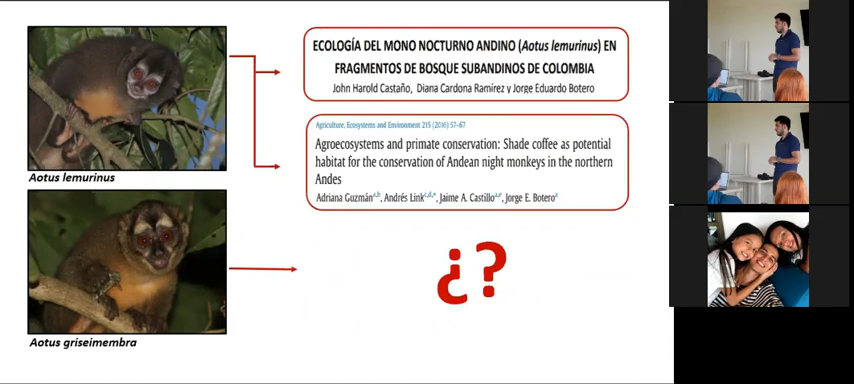 ECOLOGÍA DEL MONO NOCTURNO ANDINO (Aotus lemurinus) EN
FRAGMENTOS DE BOSQUE SUBANDINOS DE COLOMBIA
John Harold Castaño, Diana Cardona Ramírez y Jorge Eduardo Botero
Agriculture, Ecosystems and Environment 215 (2016) 57–67
Agroecosystems and primate conservation: Shade coffee as potential
habitat for the conservation of Andean night monkeys in the northern
Andes
Adriana Guzmán a,b, Andrés Link c,d,*, Jaime A. Castillo a,e, Jorge E. Botero a
Aotus lemurinus
¿?
Aotus griseimembra